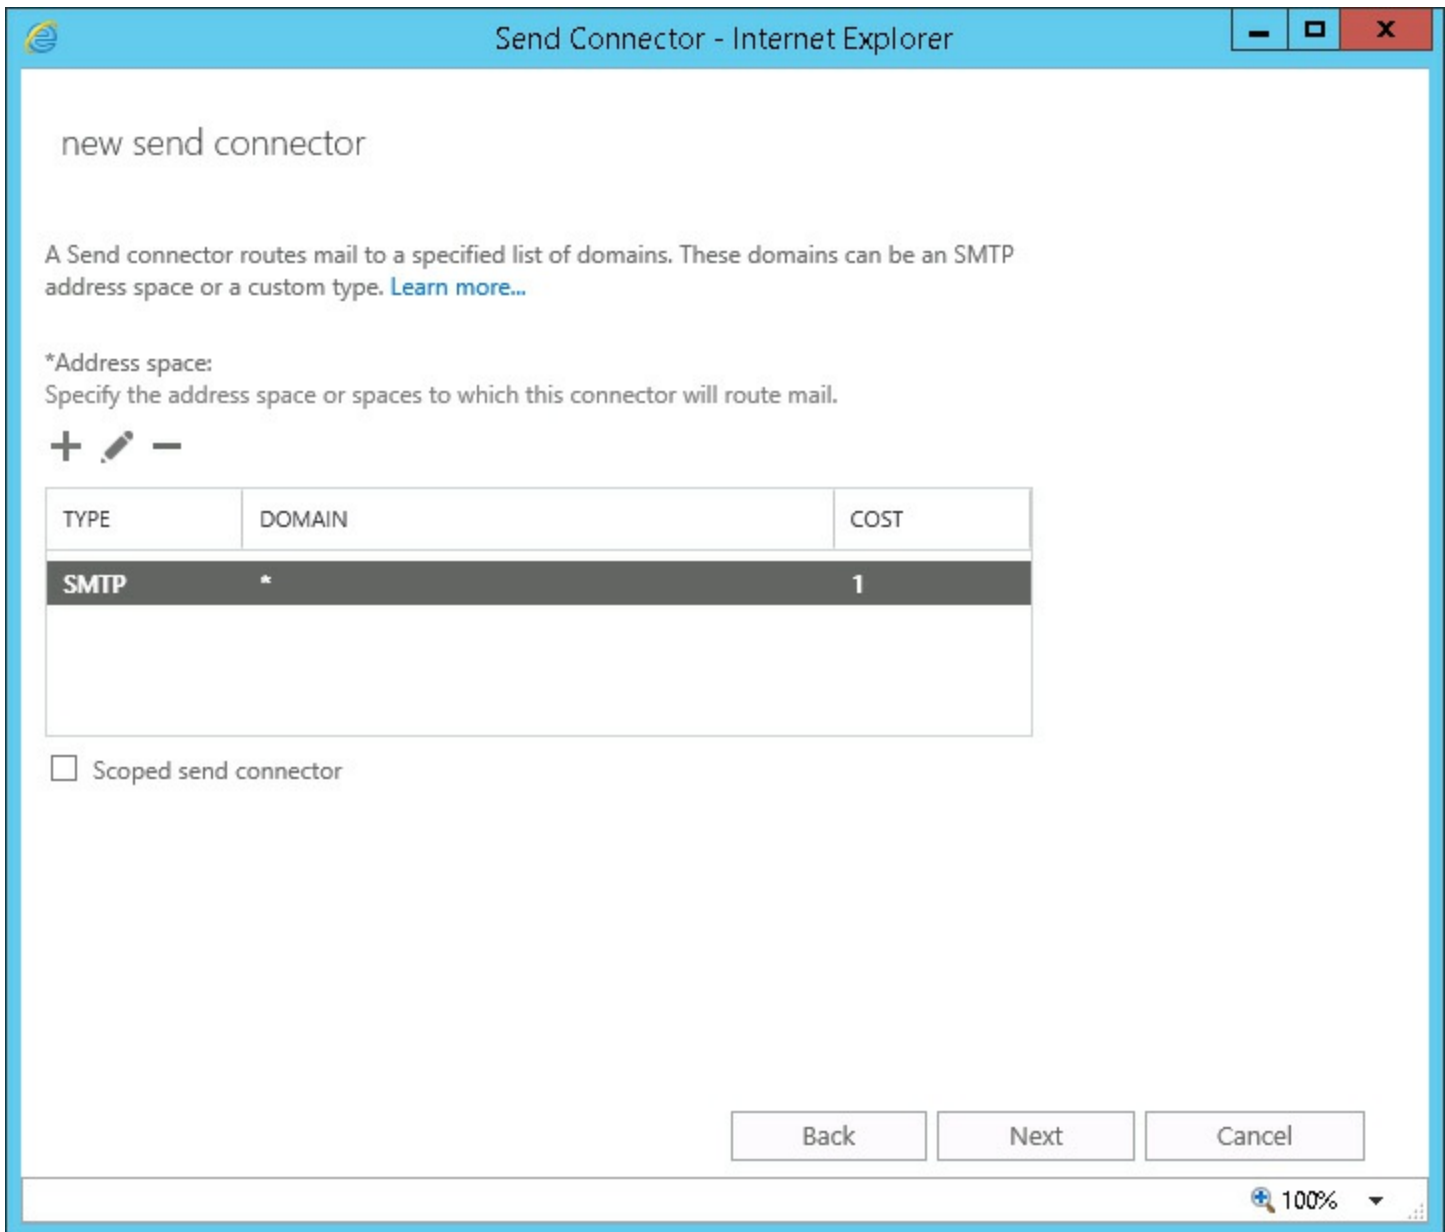 Send Connector - Internet Explorer
new send connector
A Send connector routes mail to a specified list of domains. These domains can be an SMTP
address space or a custom type. Learn more...
*Address space:
Specify the address space or spaces to which this connector will route mail.
TYPE DOMAIN COST
SMTP * 1
Scoped send connector
Back Next Cancel
100%